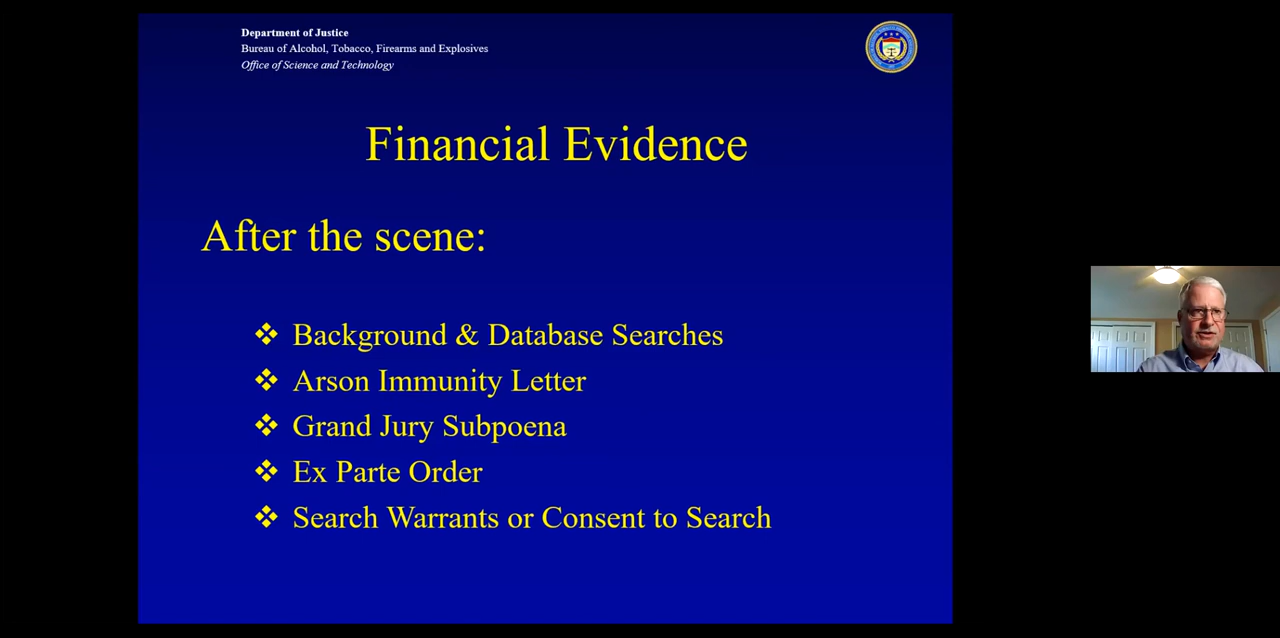 Department of Justice
Bureau of Alcohol, Tobacco, Firearms and Explosives
Office of Science and Technology
Financial Evidence
After the scene:
❖ Background & Database Searches
❖ Arson Immunity Letter
❖ Grand Jury Subpoena
❖ Ex Parte Order
❖ Search Warrants or Consent to Search